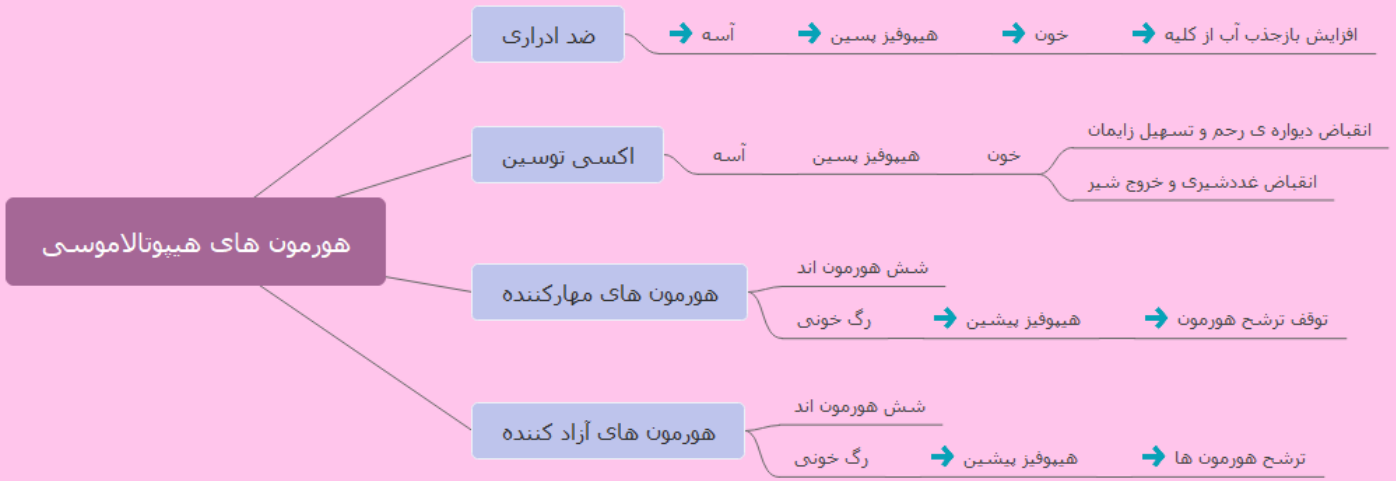 هورمون های هیپوتالاموسی
ضد ادراری
آسه
هیپوفیز پسین
خون
افزایش بازجذب آب از کلیه
اکسی توسین
آسه
هیپوفیز پسین
خون
انقباض دیواره ی رحم و تسهیل زایمان
انقباض غددشیری و خروج شیر
هورمون های مهارکننده
شش هورمون اند
رگ خونی
هیپوفیز پیشین
توقف ترشح هورمون
هورمون های آزاد کننده
شش هورمون اند
رگ خونی
هیپوفیز پیشین
ترشح هورمون ها